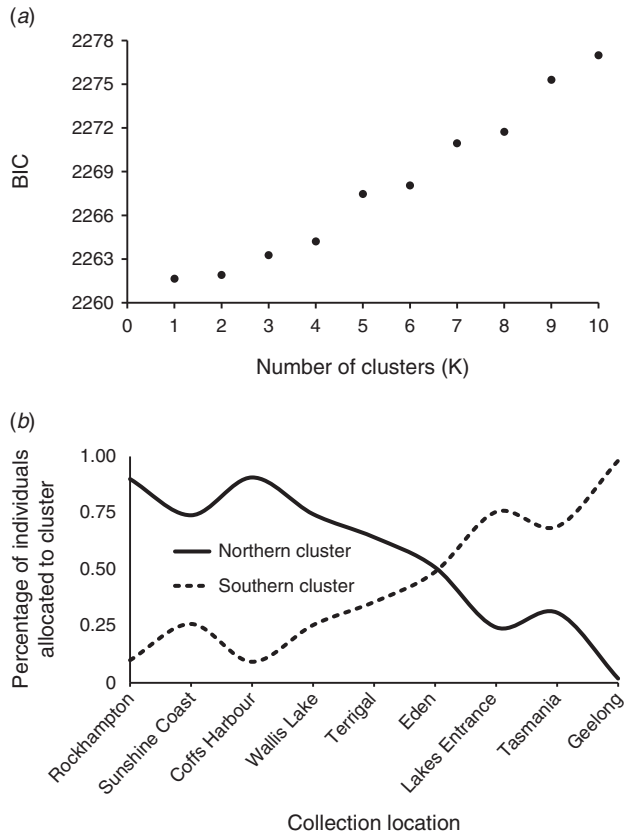 (a)
2278
2275
2272
2269
2266
2263
2260
BIC
0 1 2 3 4 5 6 7 8 9 10
Number of clusters (K)
(b)
1.00
0.75
0.50
0.25
0
Percentage of individuals
allocated to cluster
Northern cluster
Southern cluster
Rockhampton
Sunshine Coast
Coffs Harbour
Wallis Lake
Terrigal
Eden
Lakes Entrance
Tasmania
Geelong
Collection location